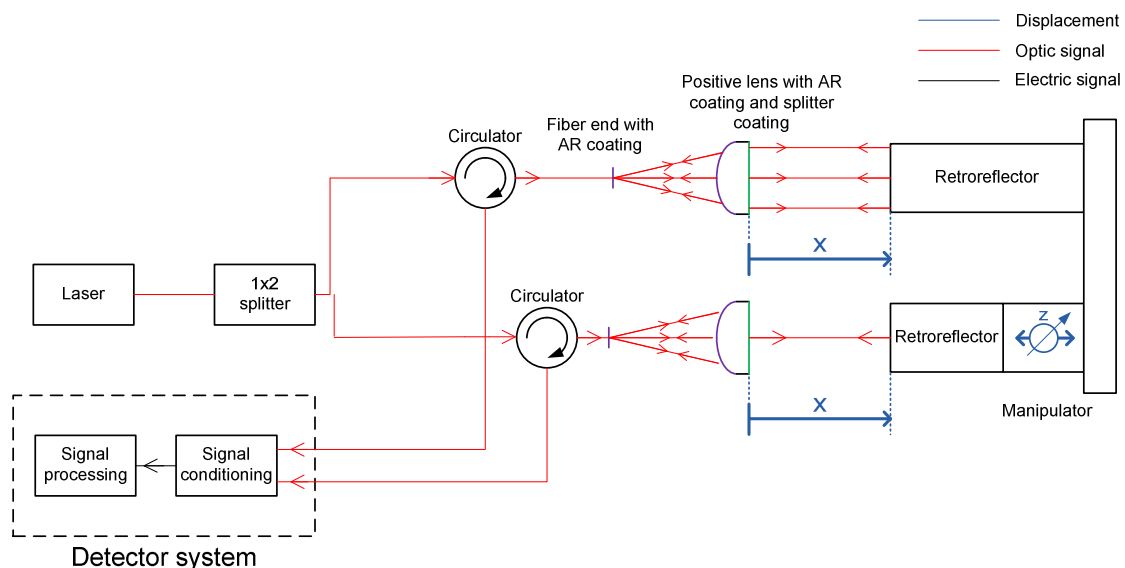 Displacement
Optic signal
Electric signal
Positive lens with AR
coating and splitter
coating
Fiber end with
AR coating
Circulator
Retroreflector
X
Laser
1x2
splitter
Circulator
Retroreflector
Z
X
Manipulator
Signal
processing
Signal
conditioning
Detector system